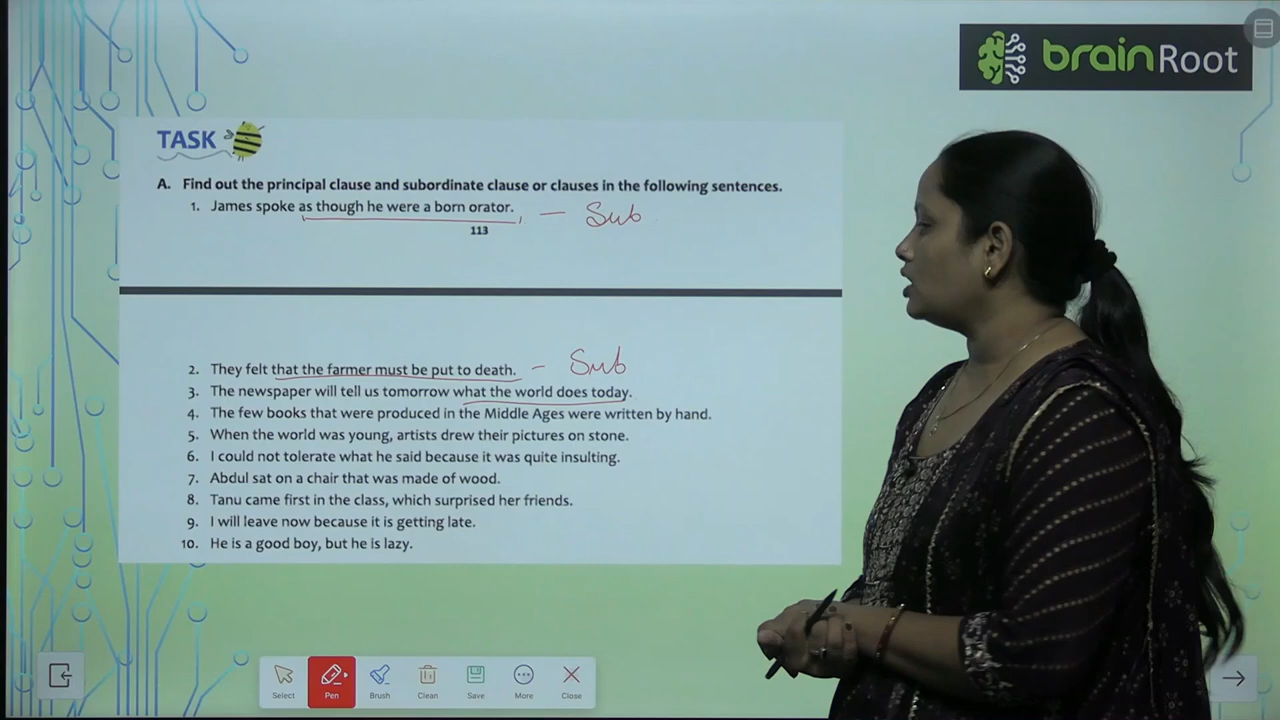 brainRoot
TASK
A. Find out the principal clause and subordinate clause or clauses in the following sentences.
1. James spoke as though he were a born orator. — Sub
113
2. They felt that the farmer must be put to death. - Sub
3. The newspaper will tell us tomorrow what the world does today.
4. The few books that were produced in the Middle Ages were written by hand.
5. When the world was young, artists drew their pictures on stone.
6. I could not tolerate what he said because it was quite insulting.
7. Abdul sat on a chair that was made of wood.
8. Tanu came first in the class, which surprised her friends.
9. I will leave now because it is getting late.
10. He is a good boy, but he is lazy.
Select Pen Brush Clean Save More Close